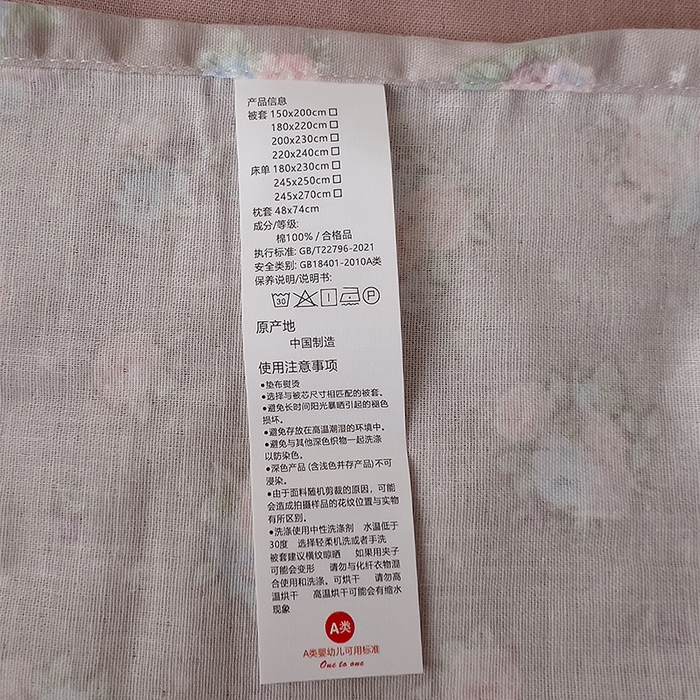 产品信息
被套 150x200cm□
180x220cm□
200x230cm□
220x240cm□
床单 180x230cm□
245x250cm□
245x270cm□
枕套 48x74cm
成分/等级:
棉100% / 合格品
执行标准: GB/T22796-2021
安全类别: GB18401-2010A类
保养说明/说明书:
30 P
原产地
中国制造
使用注意事项
●垫布熨烫
●选择与被芯尺寸相匹配的被套。
●避免长时间阳光暴晒引起的褪色
损坏。
●避免存放在高温潮湿的环境中。
●避免与其他深色织物一起洗涤
以防染色。
●深色产品 (含浅色并存产品)不可
浸染。
●由于面料随机剪裁的原因，可能
会造成拍摄样品的花纹位置与实物
有所区别。
●洗涤使用中性洗涤剂 水温低于
30度 选择轻柔机洗或者手洗
被套建议横纹晾晒 如果用夹子
可能会变形 请勿与化纤衣物混
合使用和洗涤。可烘干 请勿高
温烘干 高温烘干可能会有缩水
现象
A类
A类婴幼儿可用标准
One to one